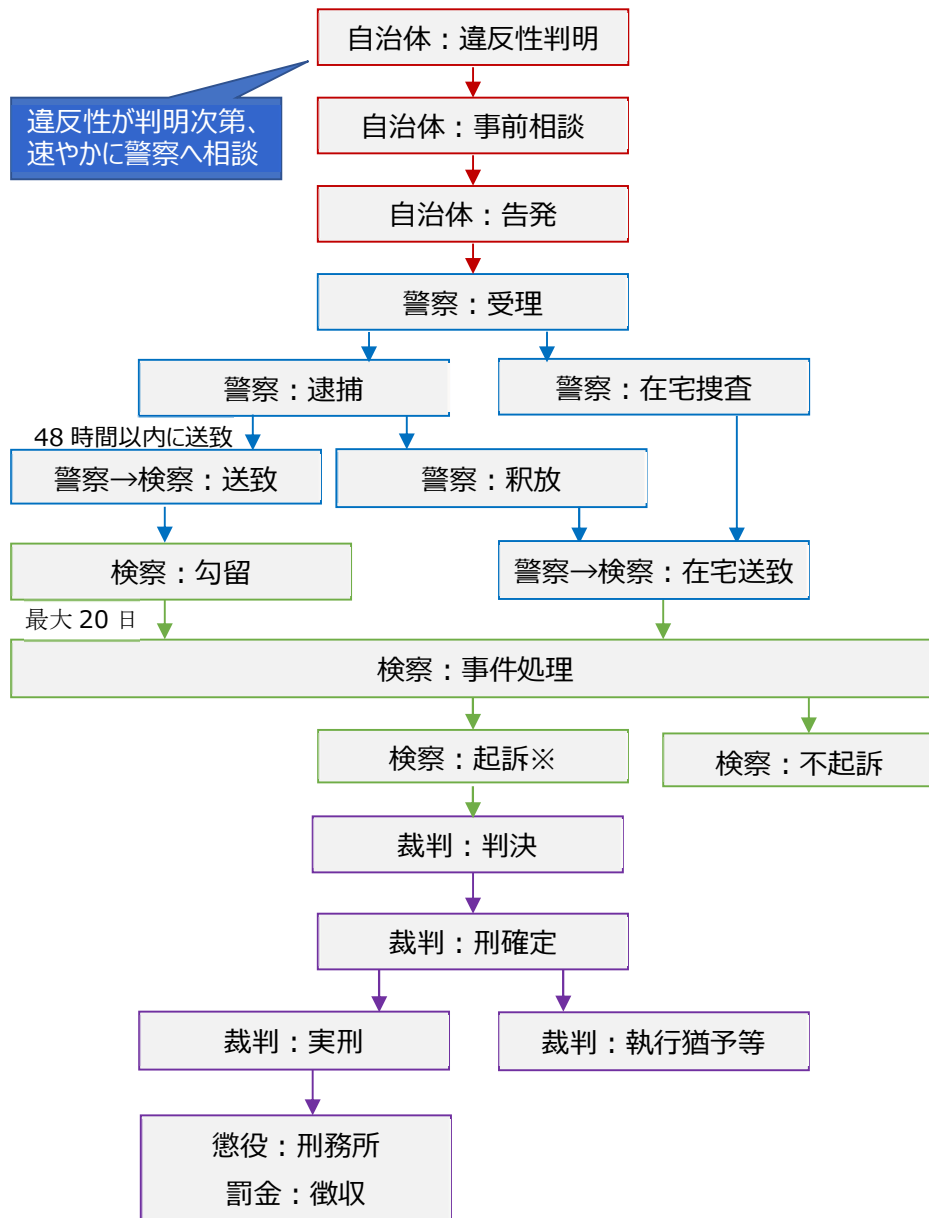 自治体：違反性判明
違反性が判明次第、
速やかに警察へ相談
自治体：事前相談
自治体：告発
警察：受理
警察：逮捕
警察：在宅捜査
48 時間以内に送致
警察→検察：送致
警察：釈放
検察：勾留
警察→検察：在宅送致
最大 20 日
検察：事件処理
検察：起訴※
検察：不起訴
裁判：判決
裁判：刑確定
裁判：実刑
裁判：執行猶予等
懲役：刑務所
罰金：徴収